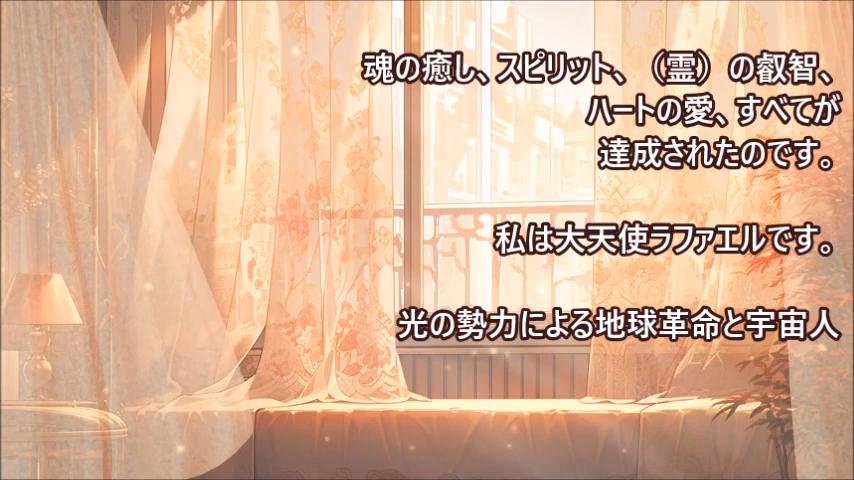 魂の癒し、スピリット、（霊）の叡智、
ハートの愛、すべてが
達成されたのです。
私は大天使ラファエルです。
光の勢力による地球革命と宇宙人